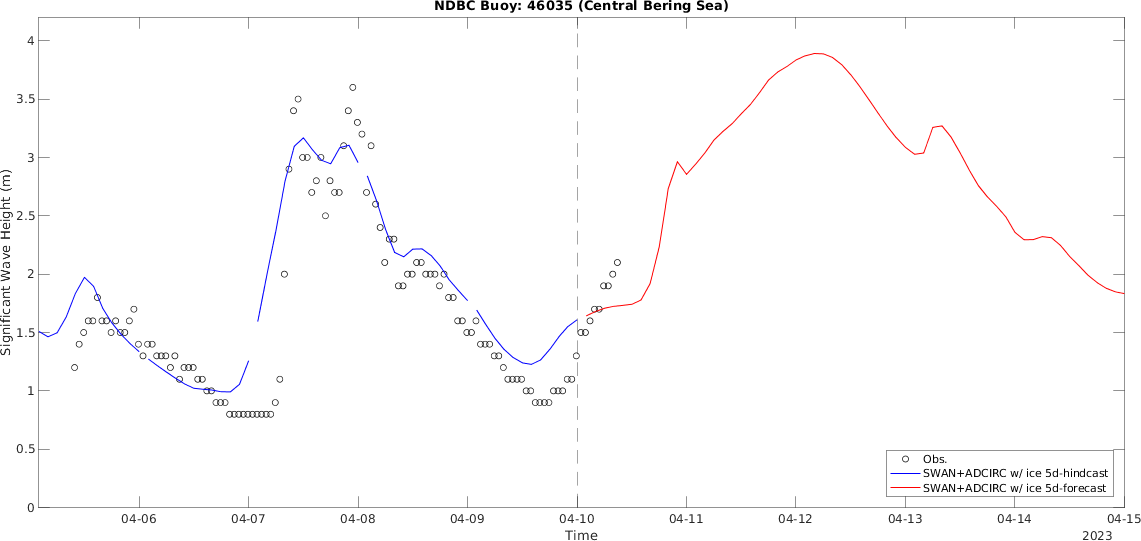 NDBC Buoy: 46035 (Central Bering Sea)
4
3.5
3
2.5
2
1.5
1
0.5
0
Significant Wave Height (m)
Obs.
SWAN+ADCIRC w/ ice 5d-hindcast
SWAN+ADCIRC w/ ice 5d-forecast
04-06 04-07 04-08 04-09 04-10 04-11 04-12 04-13 04-14 04-15
Time
2023